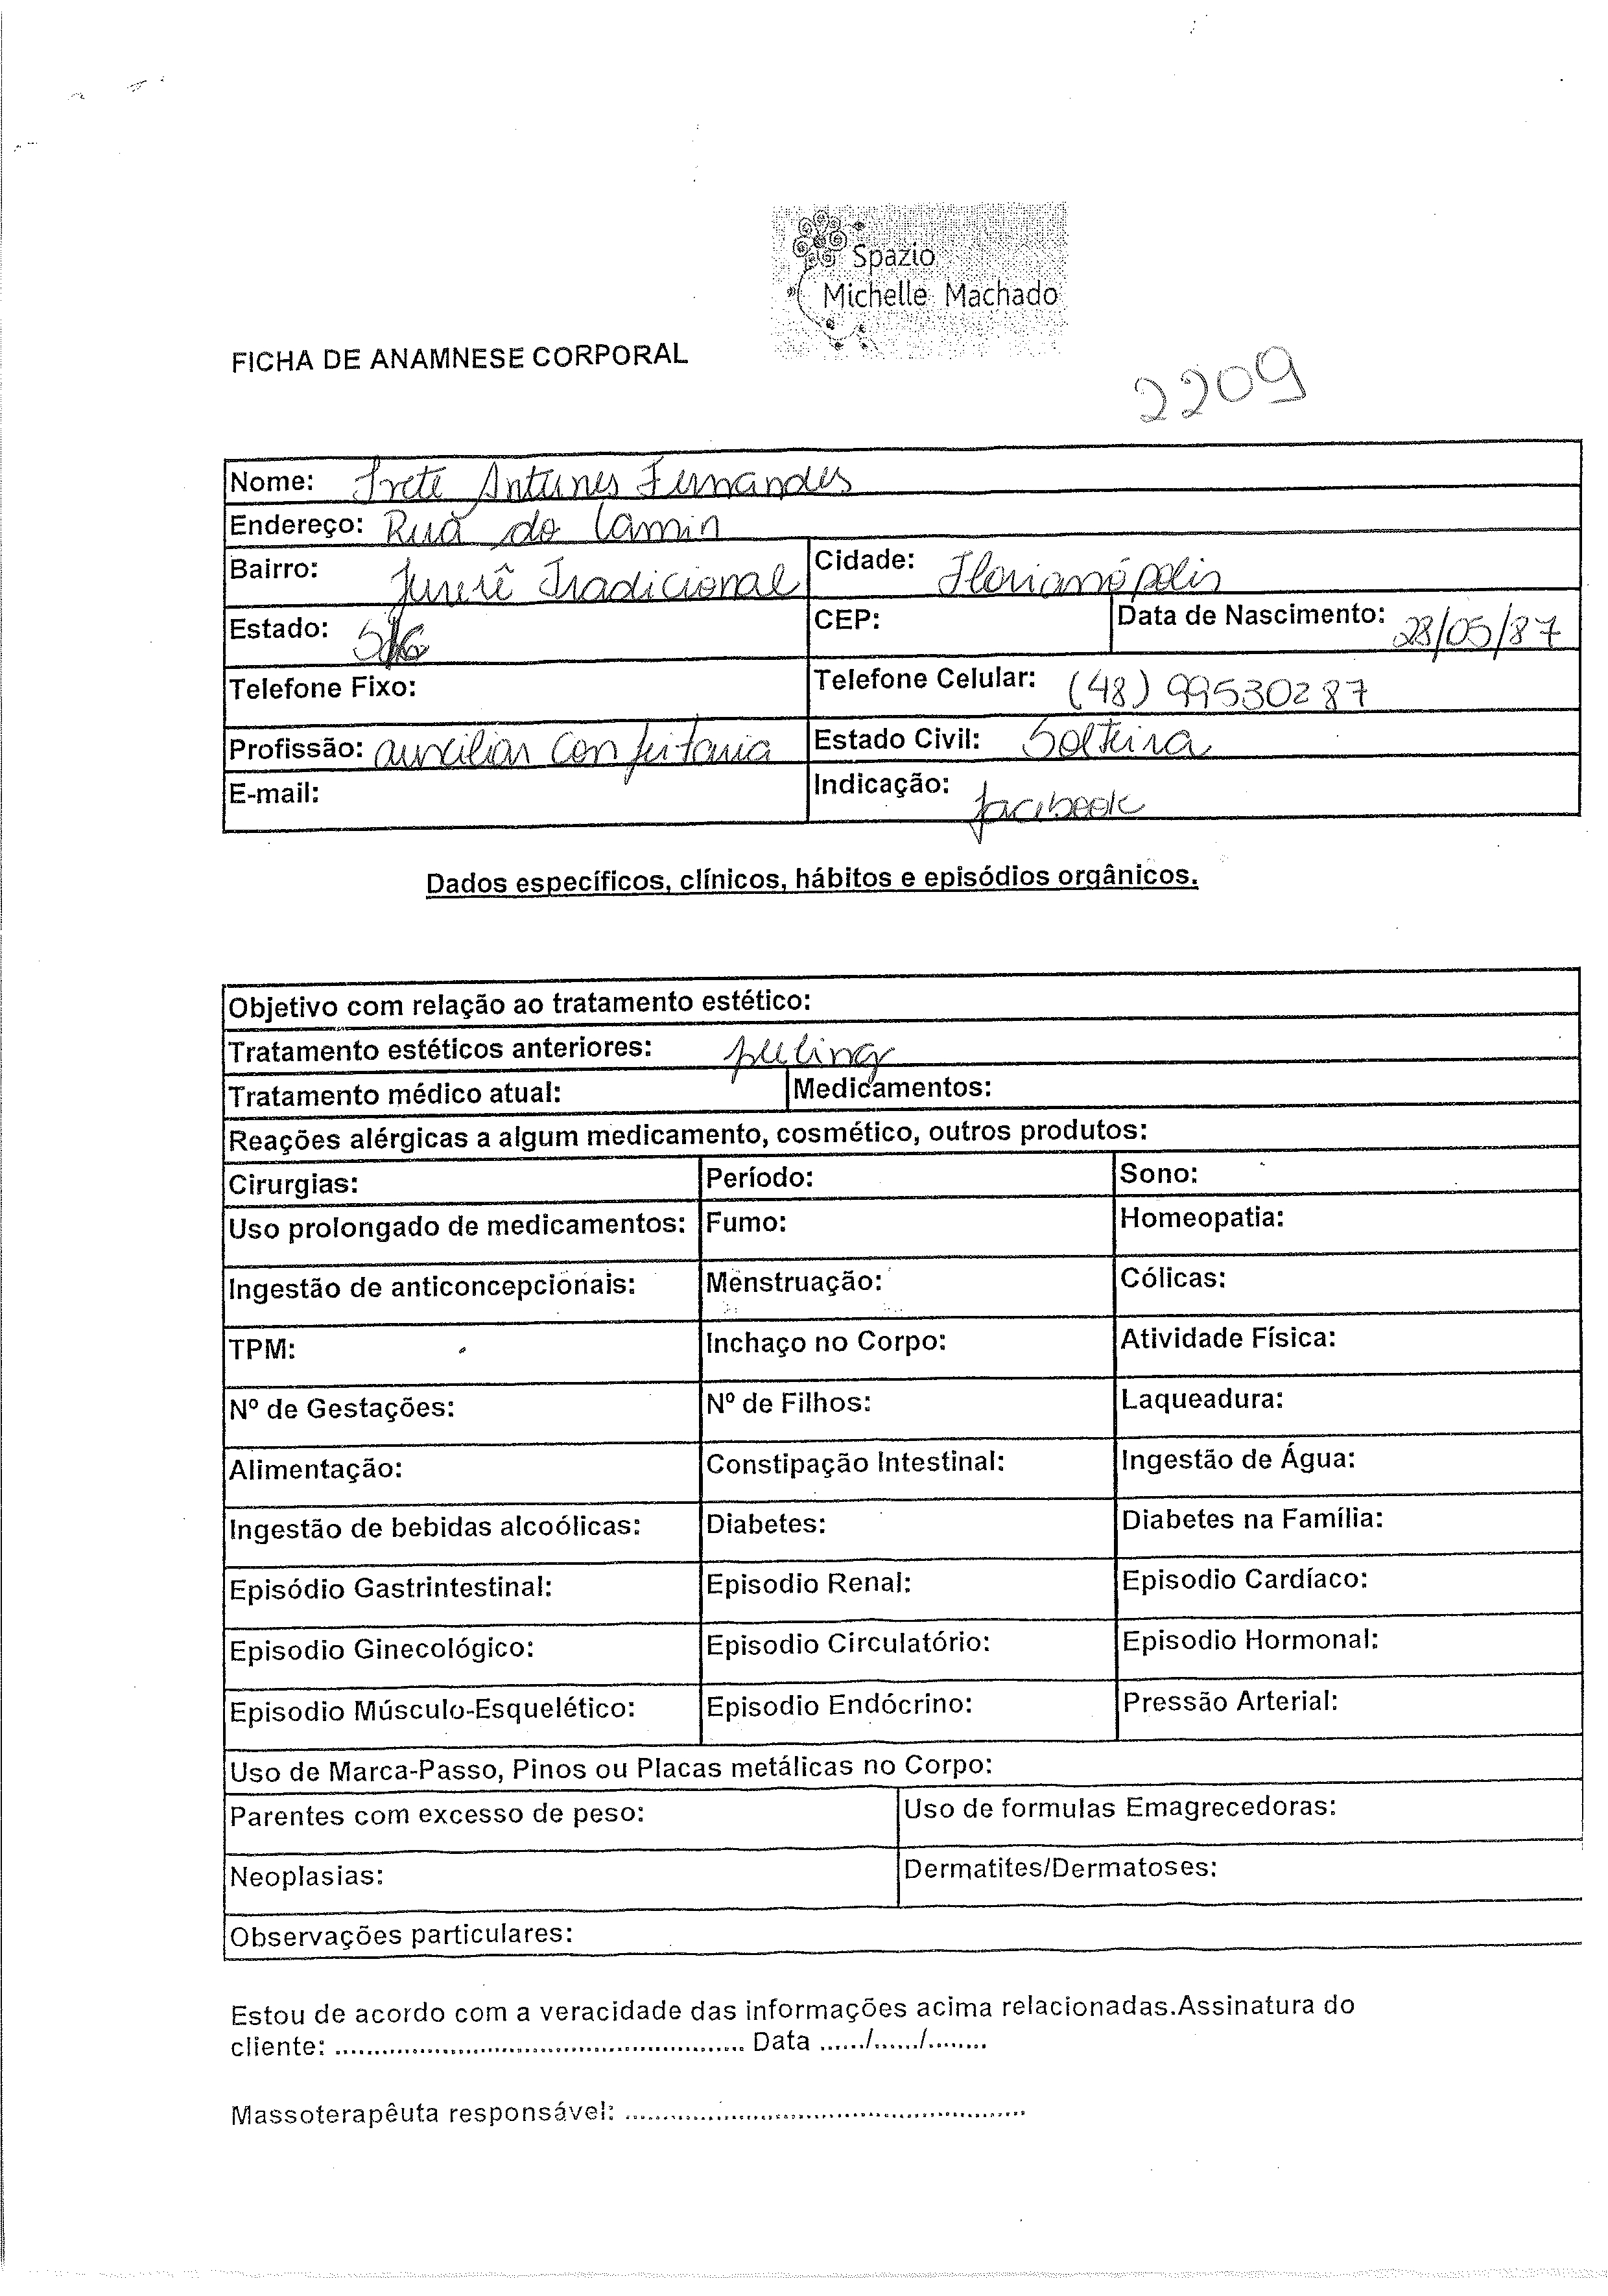 Spazio
Michelle Machado
FICHA DE ANAMNESE CORPORAL
2209
Nome: Irete Antunes Fernandes
Endereço: Rua do Lamin
Bairro: Jurerê Tradicional Cidade: Florianópolis
Estado: CEP: Data de Nascimento: 28/05/87
Telefone Fixo: Telefone Celular: (48) 99530287
Profissão: auxiliar Confeitaria Estado Civil: Solteira
E-mail: Indicação: facebook
Dados específicos, clínicos, hábitos e episódios orgânicos.
Objetivo com relação ao tratamento estético:
Tratamento estéticos anteriores: peeling
Tratamento médico atual: Medicamentos:
Reações alérgicas a algum medicamento, cosmético, outros produtos:
Cirurgias: Período: Sono:
Uso prolongado de medicamentos: Fumo: Homeopatia:
Ingestão de anticoncepcionais: Menstruação: Cólicas:
TPM: Inchaço no Corpo: Atividade Física:
Nº de Gestações: Nº de Filhos: Laqueadura:
Alimentação: Constipação Intestinal: Ingestão de Água:
Ingestão de bebidas alcoólicas: Diabetes: Diabetes na Família:
Episódio Gastrintestinal: Episodio Renal: Episodio Cardíaco:
Episodio Ginecológico: Episodio Circulatório: Episodio Hormonal:
Episodio Músculo-Esquelético: Episodio Endócrino: Pressão Arterial:
Uso de Marca-Passo, Pinos ou Placas metálicas no Corpo:
Parentes com excesso de peso: Uso de formulas Emagrecedoras:
Neoplasias: Dermatites/Dermatoses:
Observações particulares:
Estou de acordo com a veracidade das informações acima relacionadas.Assinatura do
cliente: .................................................... Data ....../....../........
Massoterapêuta responsável: ...................................................